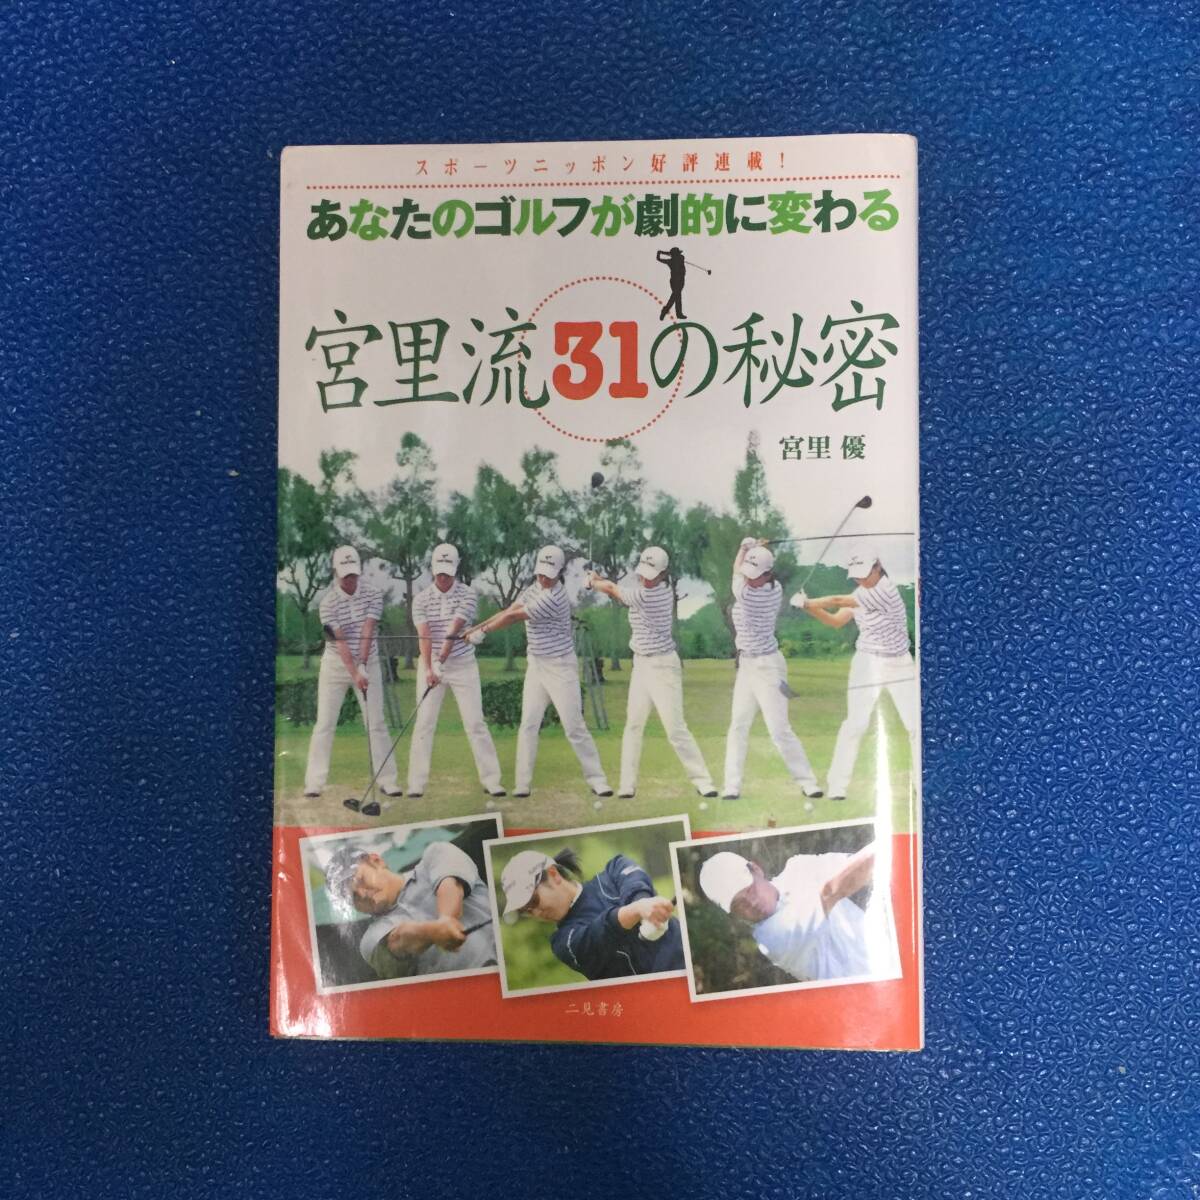 スポーツニッポン好評連載！
あなたのゴルフが劇的に変わる
宮里流31の秘密
宮里 優
二見書房